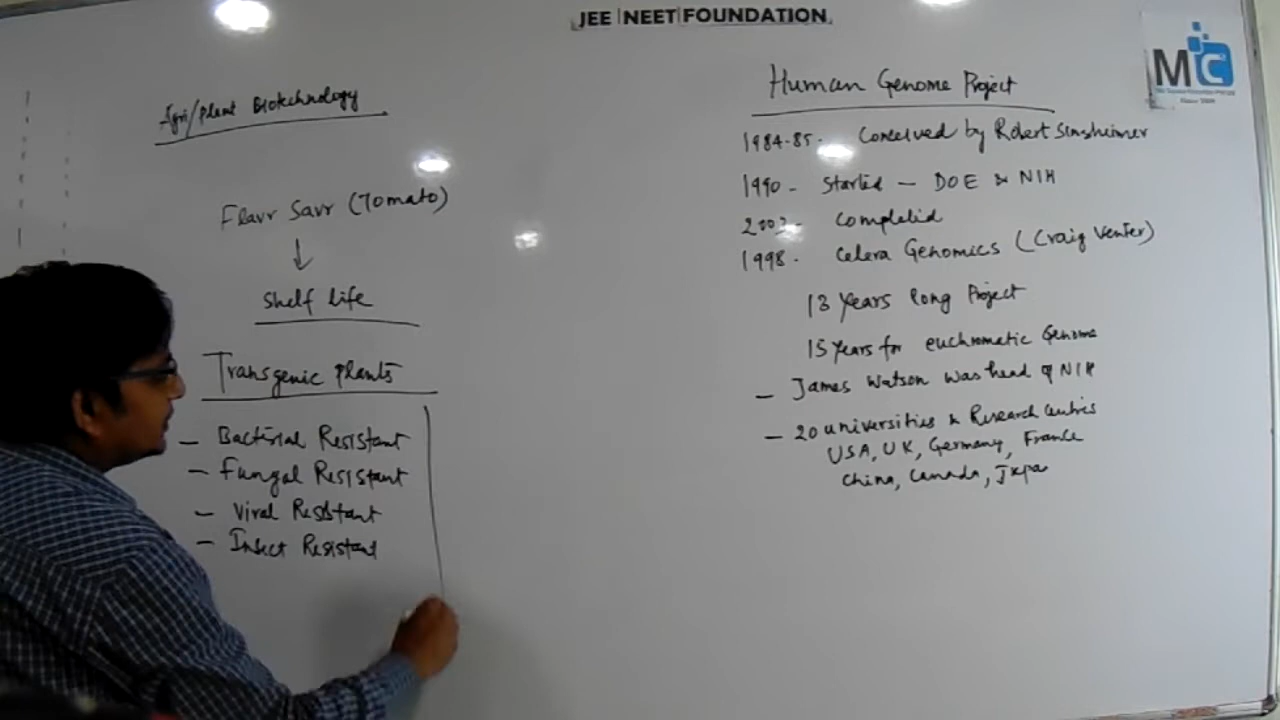 JEE | NEET | FOUNDATION
MC
Agri/Plant Biotechnology
Flavr Savr (Tomato)
↓
Shelf life
Transgenic Plants
– Bacterial Resistant
– Fungal Resistant
– Viral Resistant
– Insect Resistant
Human Genome Project
1984-85 - Conceived by Robert Sinsheimer
1990 - Started – DOE & NIH
2003 - Completed
1998 - Celera Genomics (Craig Venter)
13 Years long Project
15 Years for euchromatic Genome
– James Watson was head of NIH
– 20 universities & Research centres
USA, UK, Germany, France
China, Canada, Japa